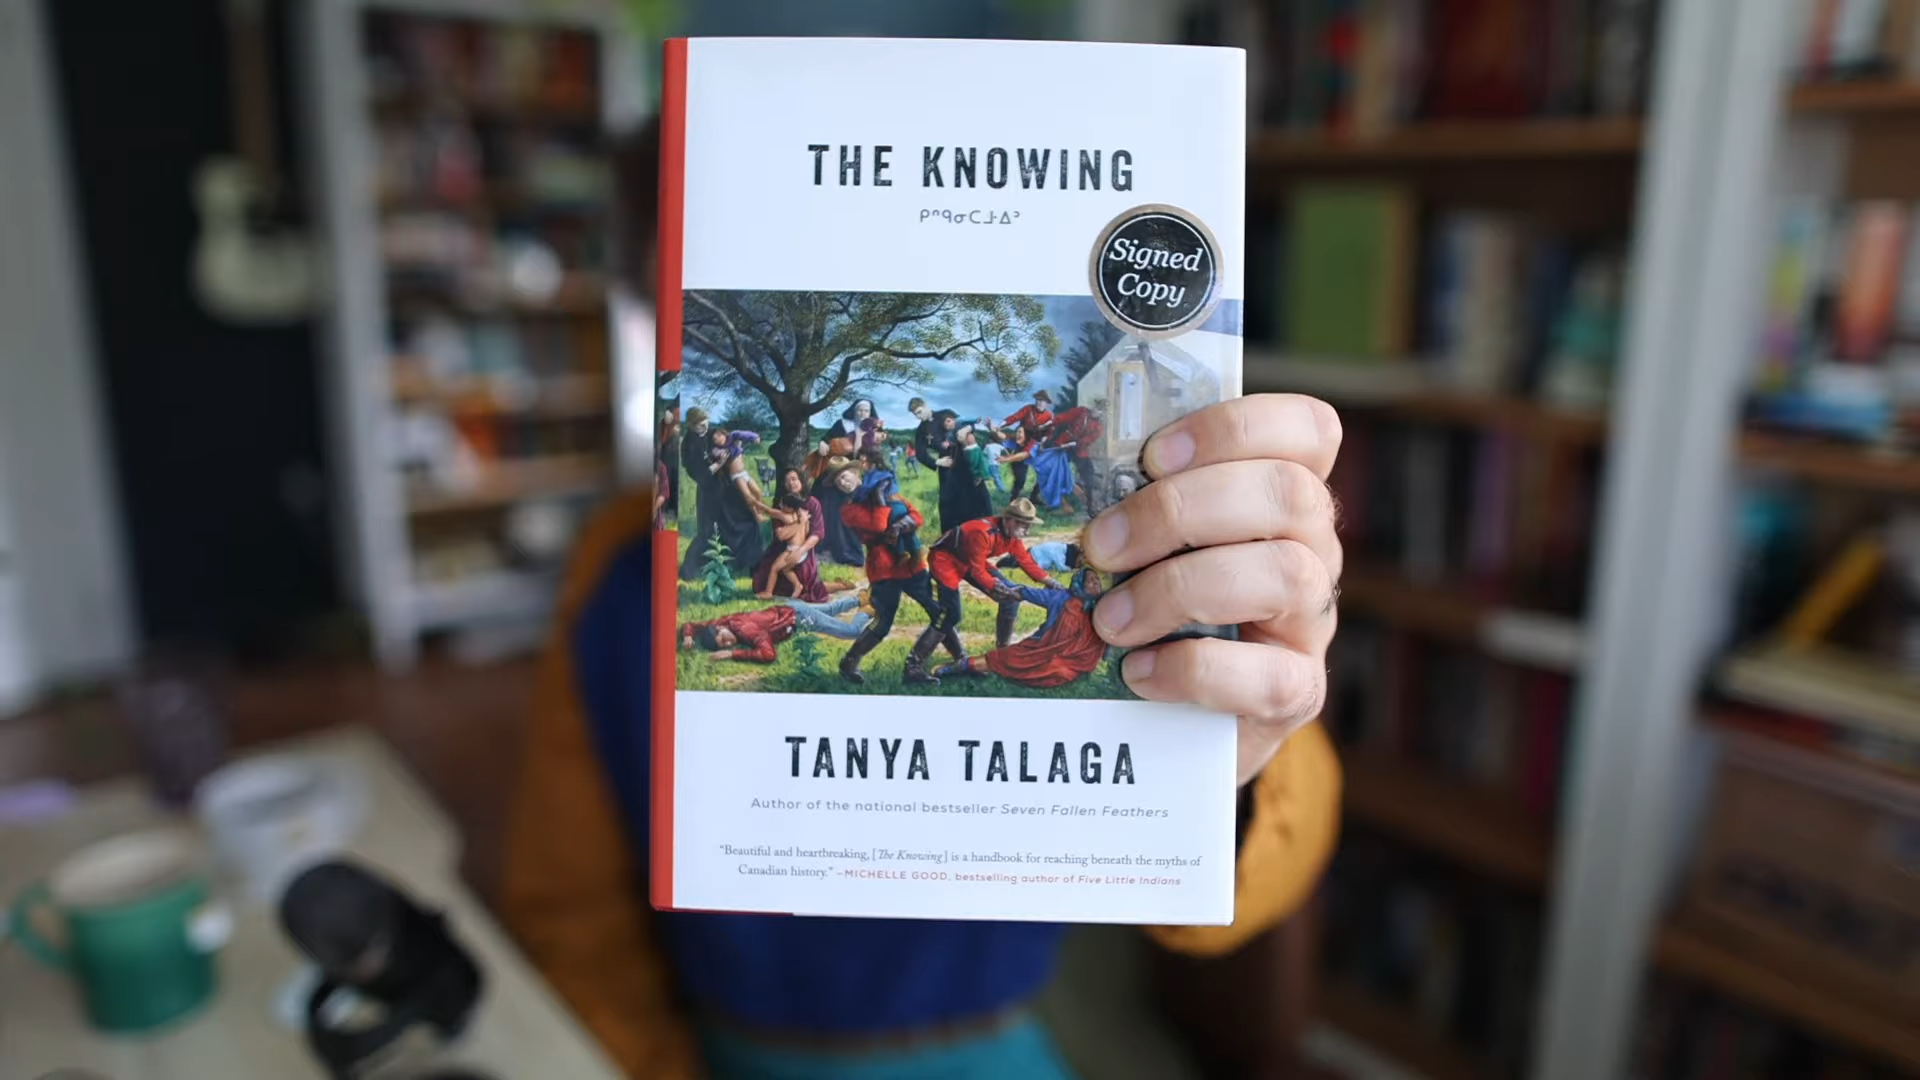 THE KNOWING
ᑭᐢᑫᓂᑕᒧᐃᐣ
Signed
Copy
TANYA TALAGA
Author of the national bestseller Seven Fallen Feathers
“Beautiful and heartbreaking, [The Knowing] is a handbook for reaching beneath the myths of
Canadian history.” –MICHELLE GOOD, bestselling author of Five Little Indians